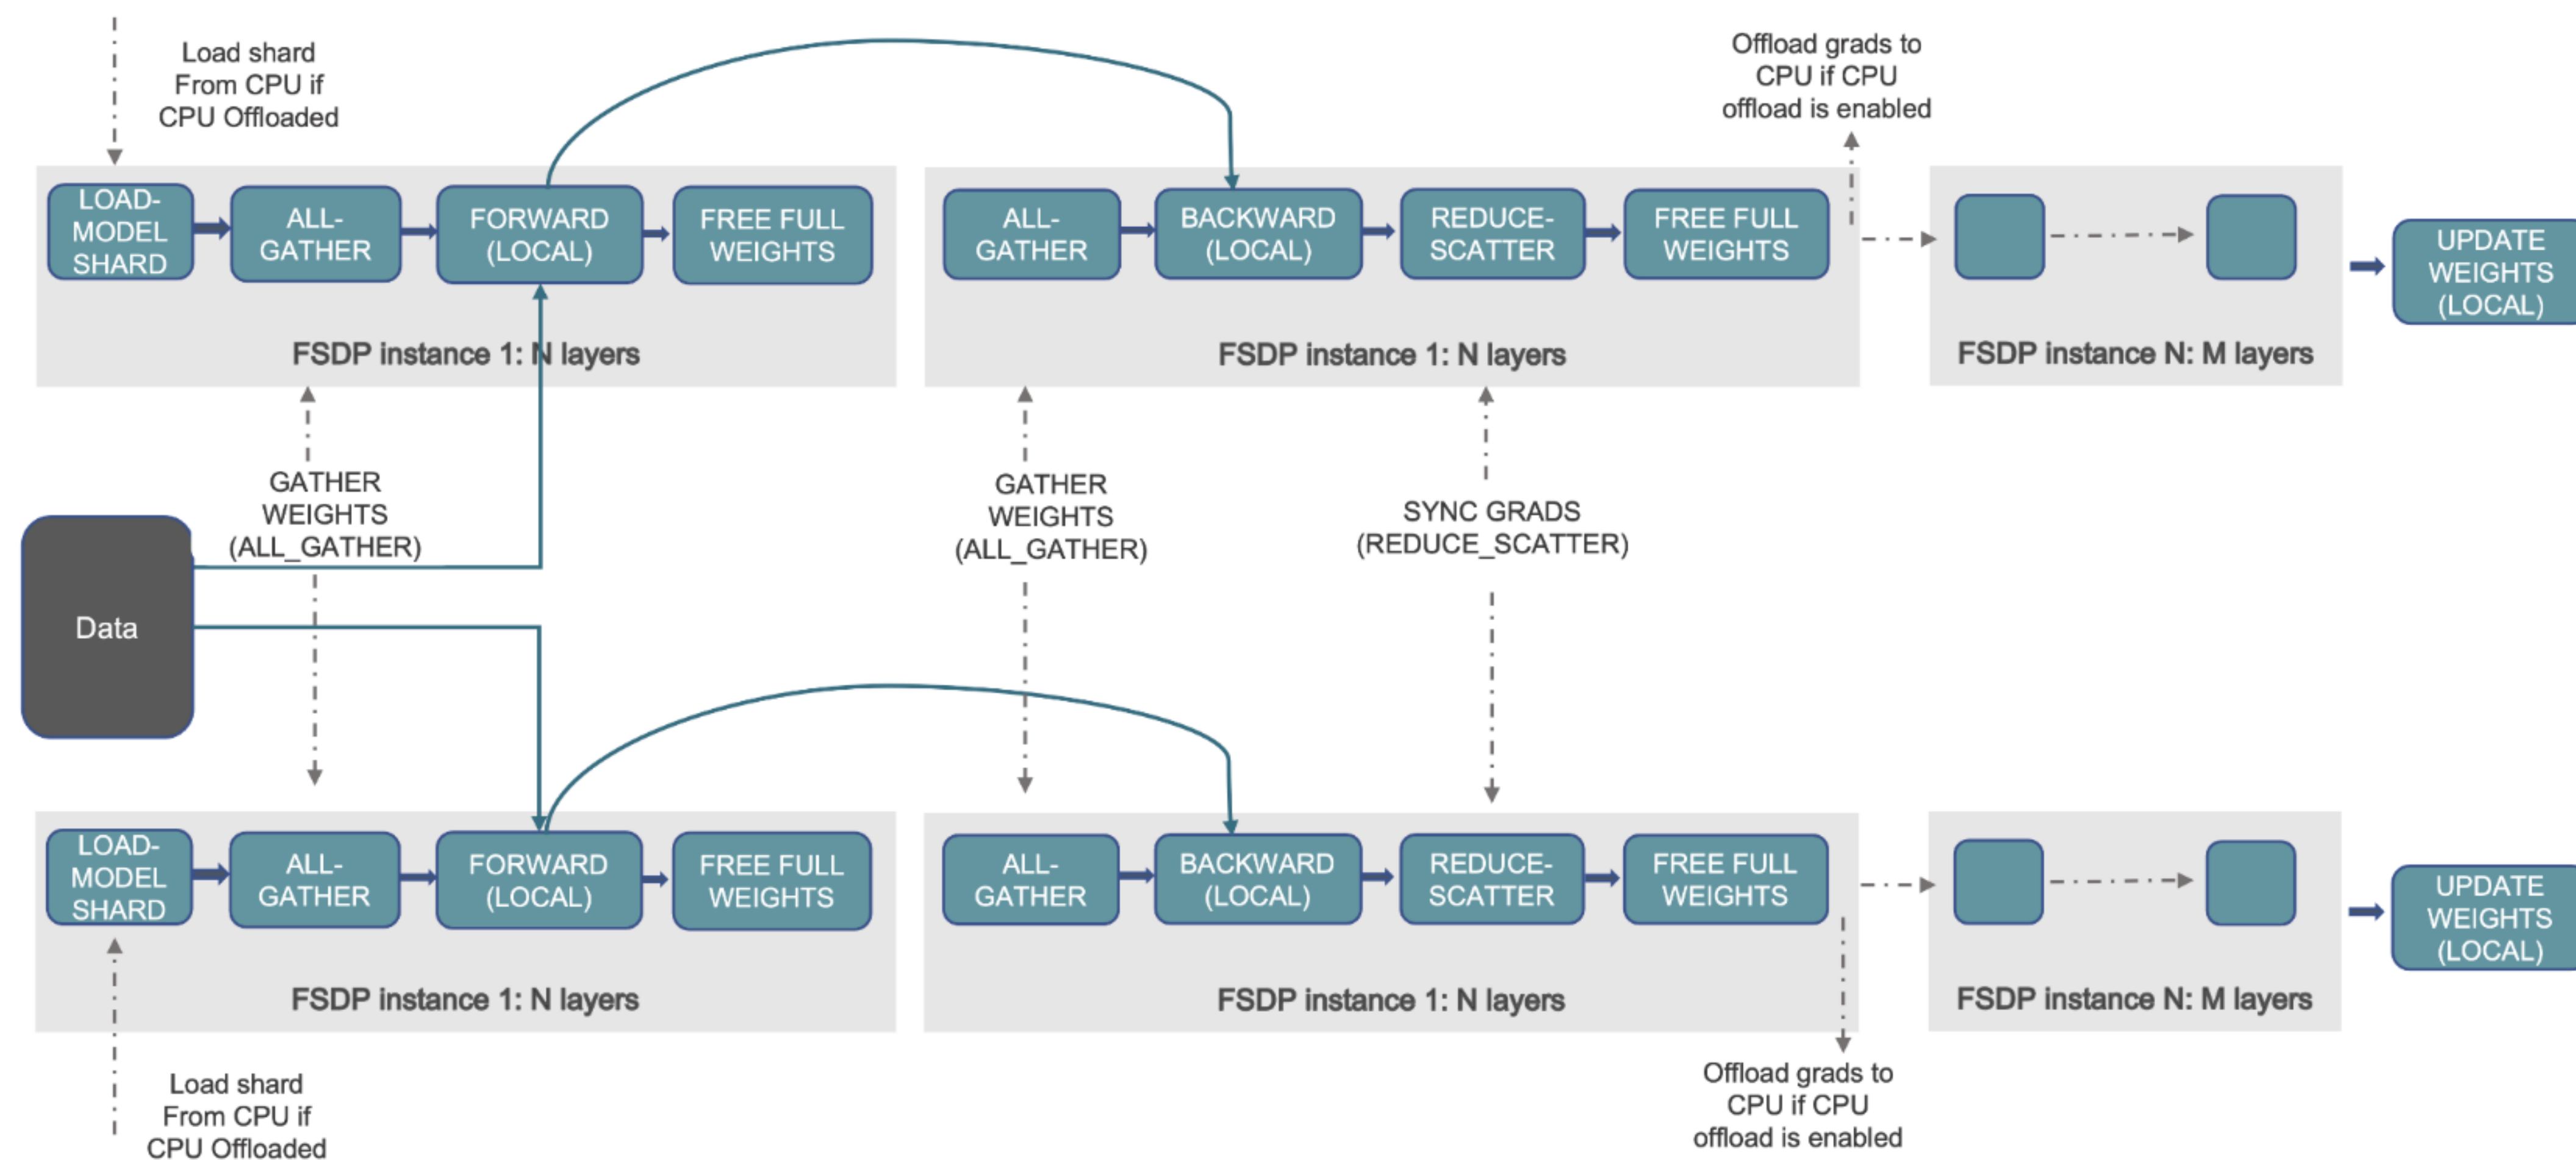 Load shard
From CPU if
CPU Offloaded
Offload grads to
CPU if CPU
offload is enabled
LOAD-
MODEL
SHARD
ALL-
GATHER
FORWARD
(LOCAL)
FREE FULL
WEIGHTS
ALL-
GATHER
BACKWARD
(LOCAL)
REDUCE-
SCATTER
FREE FULL
WEIGHTS
UPDATE
WEIGHTS
(LOCAL)
FSDP instance 1: N layers
FSDP instance 1: N layers
FSDP instance N: M layers
GATHER
WEIGHTS
(ALL_GATHER)
GATHER
WEIGHTS
(ALL_GATHER)
SYNC GRADS
(REDUCE_SCATTER)
Data
LOAD-
MODEL
SHARD
ALL-
GATHER
FORWARD
(LOCAL)
FREE FULL
WEIGHTS
ALL-
GATHER
BACKWARD
(LOCAL)
REDUCE-
SCATTER
FREE FULL
WEIGHTS
UPDATE
WEIGHTS
(LOCAL)
FSDP instance 1: N layers
FSDP instance 1: N layers
FSDP instance N: M layers
Load shard
From CPU if
CPU Offloaded
Offload grads to
CPU if CPU
offload is enabled